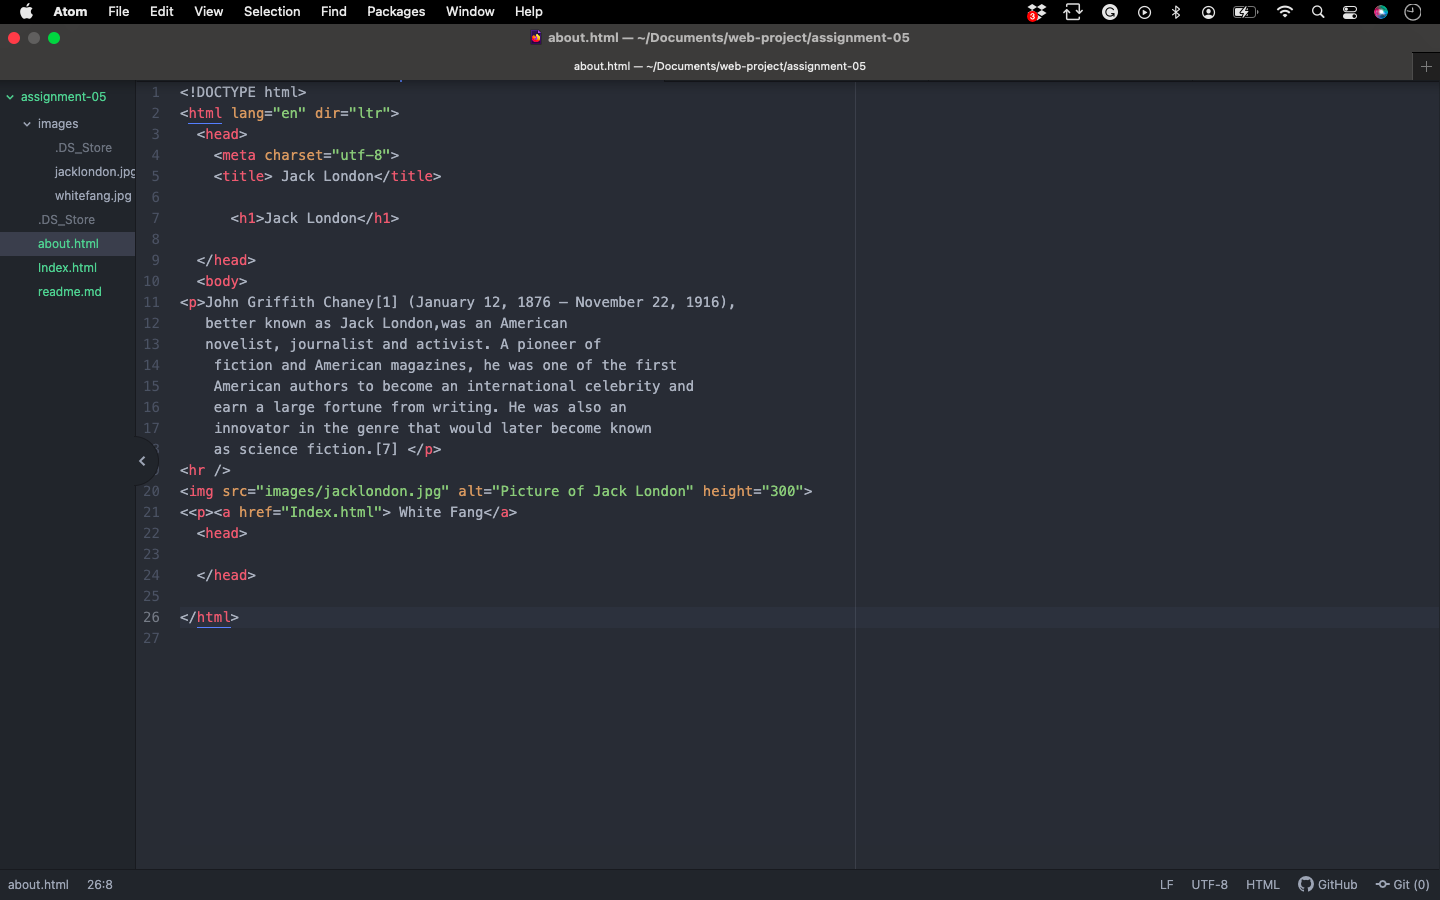 Atom File Edit View Selection Find Packages Window Help 3
about.html — ~/Documents/web-project/assignment-05
about.html — ~/Documents/web-project/assignment-05
assignment-05
images
.DS_Store
jacklondon.jpg
whitefang.jpg
.DS_Store
about.html
Index.html
readme.md
1 <!DOCTYPE html>
2 <html lang="en" dir="ltr">
3 <head>
4 <meta charset="utf-8">
5 <title> Jack London</title>
6
7 <h1>Jack London</h1>
8
9 </head>
10 <body>
11 <p>John Griffith Chaney[1] (January 12, 1876 – November 22, 1916),
12 better known as Jack London,was an American
13 novelist, journalist and activist. A pioneer of
14 fiction and American magazines, he was one of the first
15 American authors to become an international celebrity and
16 earn a large fortune from writing. He was also an
17 innovator in the genre that would later become known
as science fiction.[7] </p>
<hr />
20 <img src="images/jacklondon.jpg" alt="Picture of Jack London" height="300">
21 <<p><a href="Index.html"> White Fang</a>
22 <head>
23
24 </head>
25
26 </html>
27
about.html 26:8 LF UTF-8 HTML GitHub Git (0)